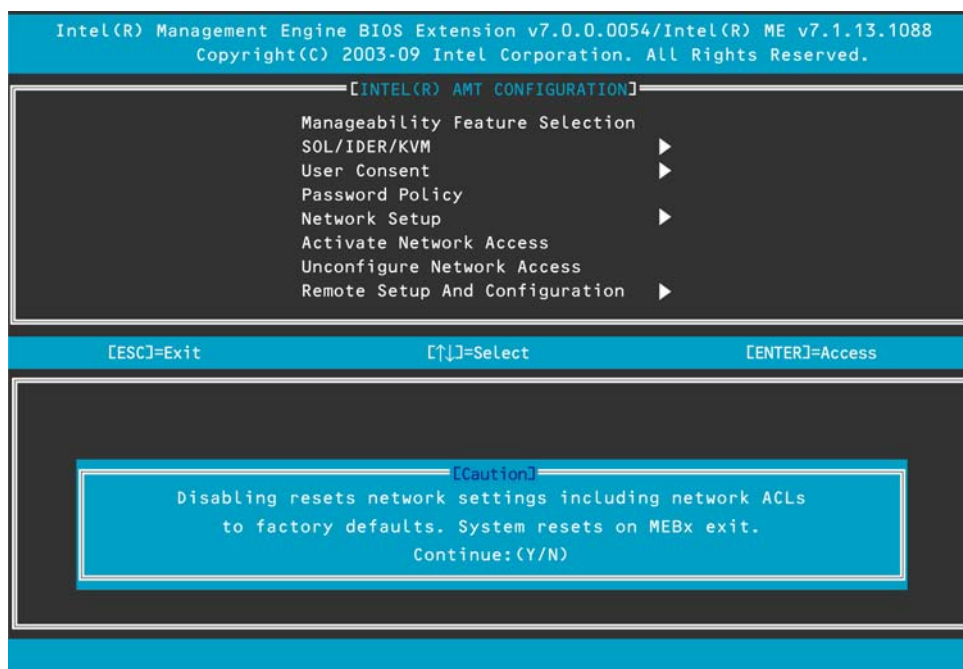 Intel(R) Management Engine BIOS Extension v7.0.0.0054/Intel(R) ME v7.1.13.1088
Copyright(C) 2003-09 Intel Corporation. All Rights Reserved.
[INTEL(R) AMT CONFIGURATION]
Manageability Feature Selection
SOL/IDER/KVM
User Consent
Password Policy
Network Setup
Activate Network Access
Unconfigure Network Access
Remote Setup And Configuration
[ESC]=Exit [↑↓]=Select [ENTER]=Access
[Caution]
Disabling resets network settings including network ACLs
to factory defaults. System resets on MEBx exit.
Continue:(Y/N)